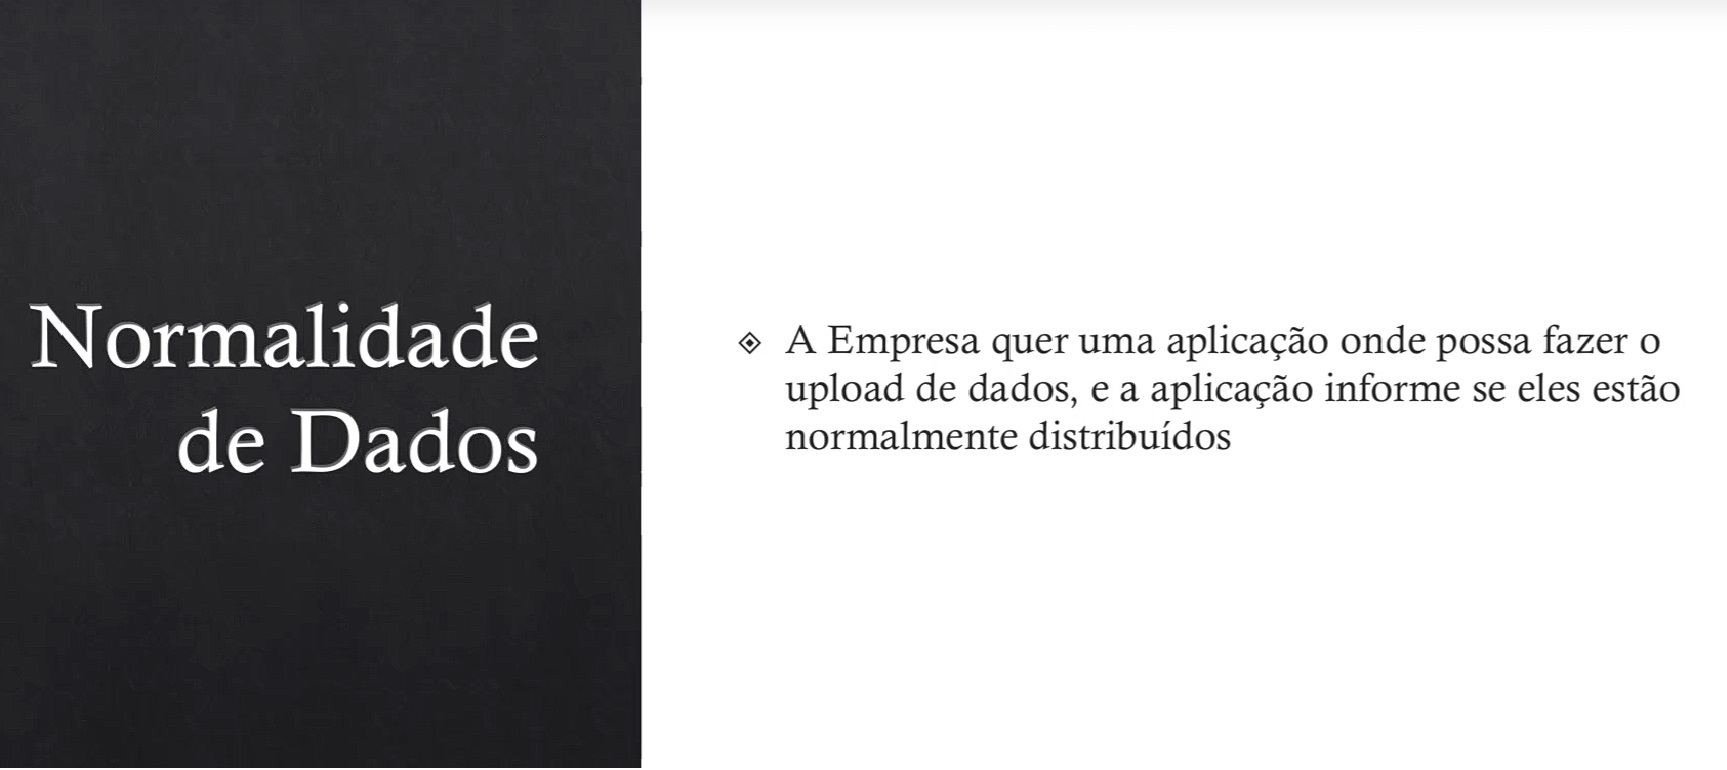 Normalidade
de Dados
A Empresa quer uma aplicação onde possa fazer o
upload de dados, e a aplicação informe se eles estão
normalmente distribuídos